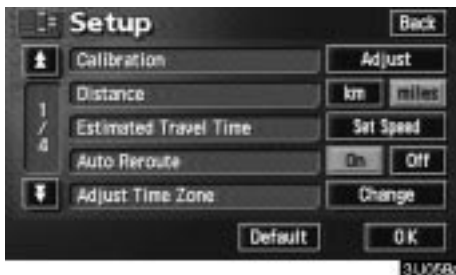 Setup Back
Calibration Adjust
Distance km miles
1/4
Estimated Travel Time Set Speed
Auto Reroute On Off
Adjust Time Zone Change
Default OK